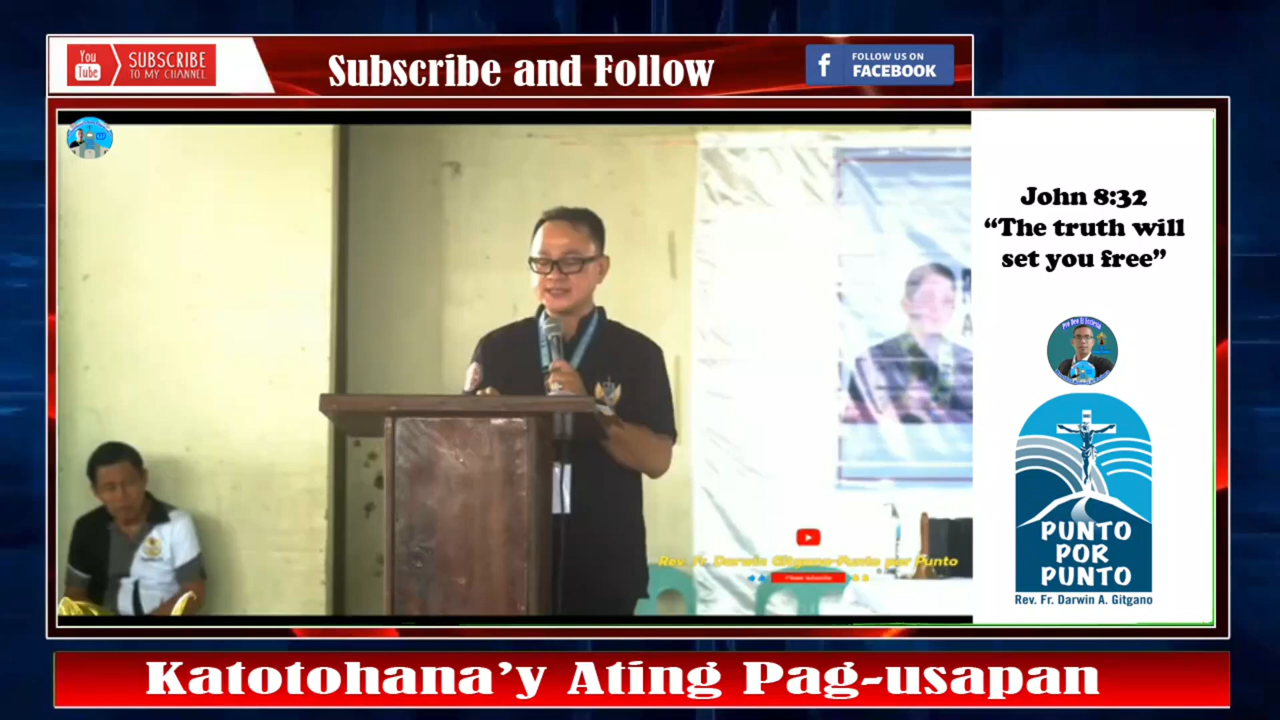 You
Tube
SUBSCRIBE
TO MY CHANNEL
Subscribe and Follow
f
FOLLOW US ON
FACEBOOK
John 8:32
“The truth will
set you free”
PUNTO
POR
PUNTO
Rev. Fr. Darwin A. Gitgano
Rev. Fr. Darwin Gitgano-Punto por Punto
Katotohana’y Ating Pag-usapan